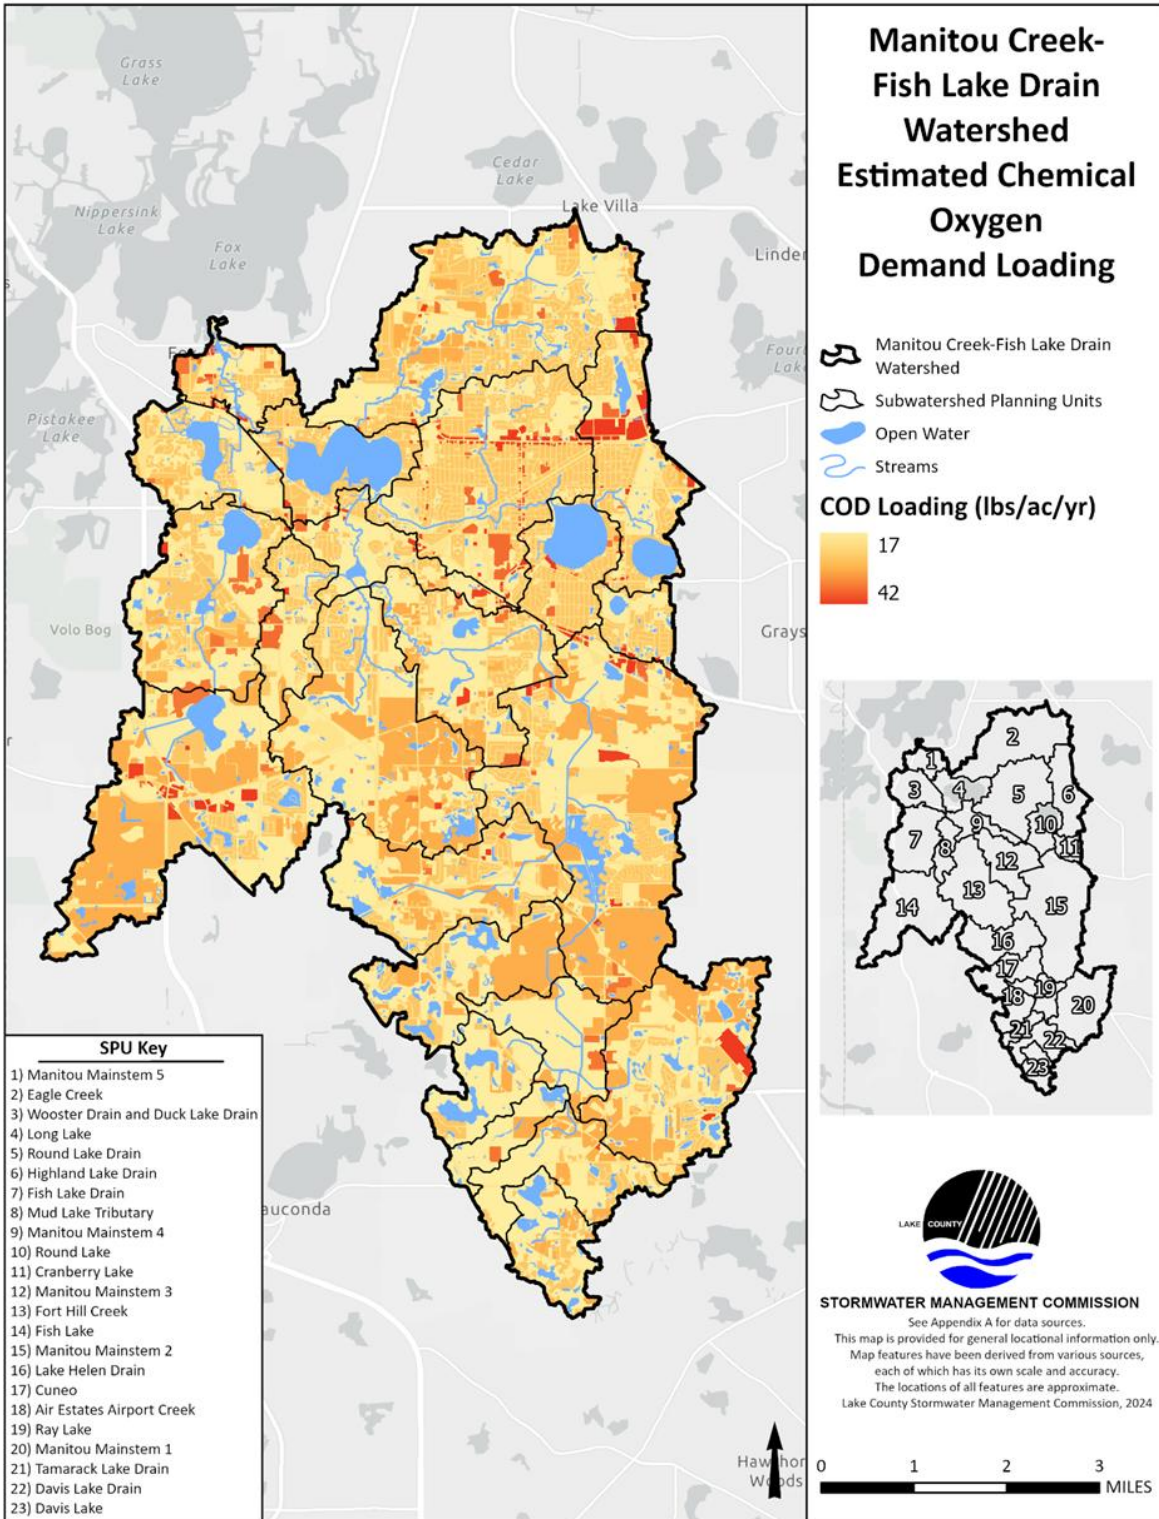 Manitou Creek-
Fish Lake Drain
Watershed
Estimated Chemical
Oxygen
Demand Loading
Manitou Creek-Fish Lake Drain
Watershed
Subwatershed Planning Units
Open Water
Streams
COD Loading (lbs/ac/yr)
17
42
Grass
Lake
Cedar
Lake
Lake Villa
Nippersink
Lake
Fox
Lake
Linder
Fo
Pistakee
Lake
Volo Bog
Grays
auconda
Hawthor
Woods
SPU Key
1) Manitou Mainstem 5
2) Eagle Creek
3) Wooster Drain and Duck Lake Drain
4) Long Lake
5) Round Lake Drain
6) Highland Lake Drain
7) Fish Lake Drain
8) Mud Lake Tributary
9) Manitou Mainstem 4
10) Round Lake
11) Cranberry Lake
12) Manitou Mainstem 3
13) Fort Hill Creek
14) Fish Lake
15) Manitou Mainstem 2
16) Lake Helen Drain
17) Cuneo
18) Air Estates Airport Creek
19) Ray Lake
20) Manitou Mainstem 1
21) Tamarack Lake Drain
22) Davis Lake Drain
23) Davis Lake
2
1
3
4
5
6
9
10
7
8
11
12
13
14
15
16
17
18
19
20
21
22
23
LAKE COUNTY
STORMWATER MANAGEMENT COMMISSION
See Appendix A for data sources.
This map is provided for general locational information only.
Map features have been derived from various sources,
each of which has its own scale and accuracy.
The locations of all features are approximate.
Lake County Stormwater Management Commission, 2024
0 1 2 3
MILES